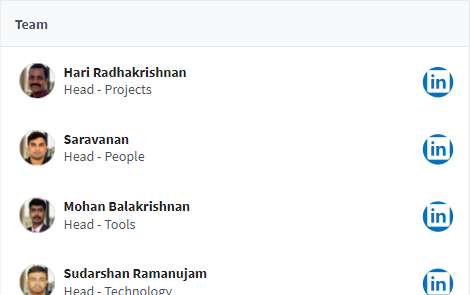 Team
Hari Radhakrishnan
Head - Projects
in
Saravanan
Head - People
in
Mohan Balakrishnan
Head - Tools
in
Sudarshan Ramanujam
Head - Technology
in